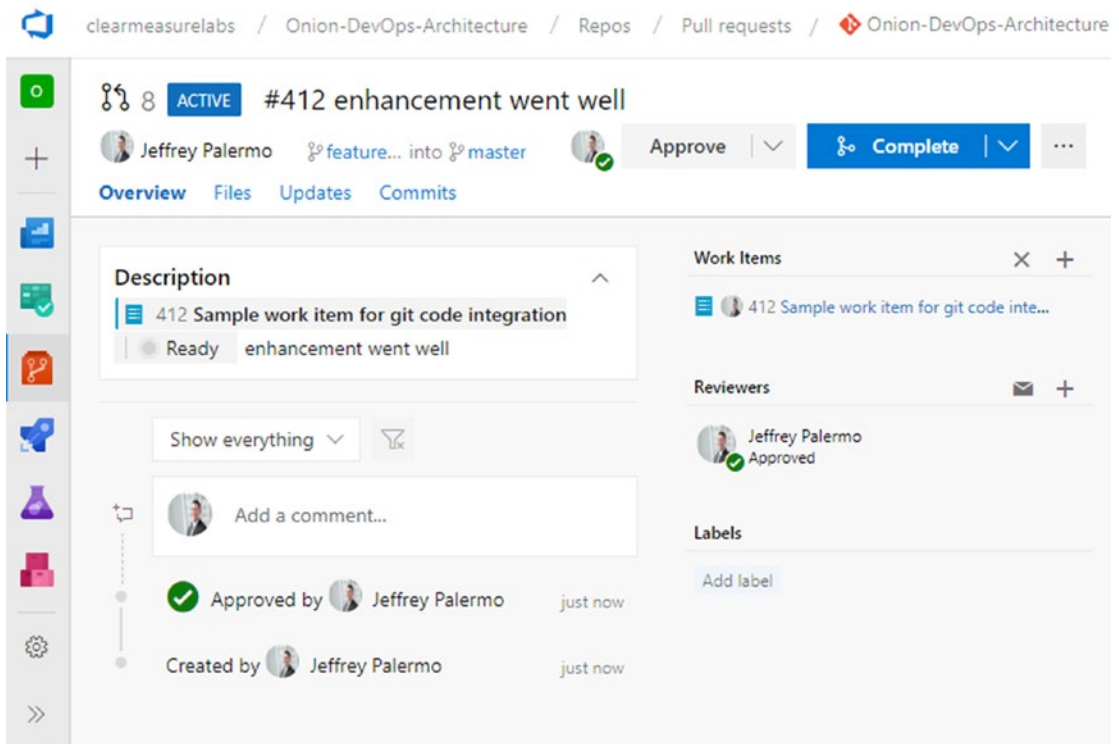 clearmeasurelabs / Onion-DevOps-Architecture / Repos / Pull requests / Onion-DevOps-Architecture
O
8 ACTIVE #412 enhancement went well
Jeffrey Palermo feature... into master Approve Complete ...
Overview Files Updates Commits
Description
412 Sample work item for git code integration
Ready enhancement went well
Show everything
Add a comment...
Approved by Jeffrey Palermo just now
Created by Jeffrey Palermo just now
Work Items
412 Sample work item for git code inte...
Reviewers
Jeffrey Palermo
Approved
Labels
Add label